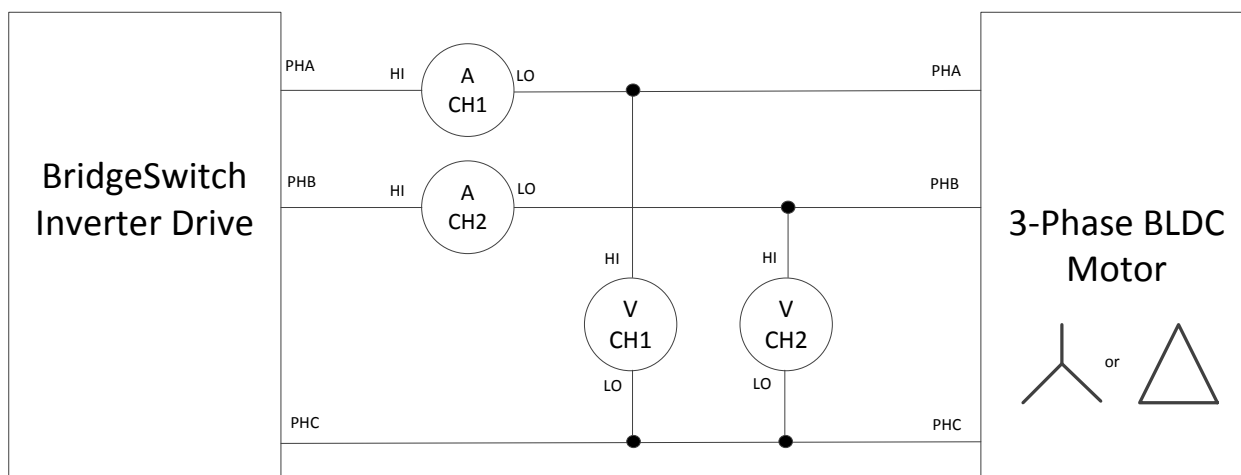 PHA
HI
A
CH1
LO
PHA
BridgeSwitch
Inverter Drive
PHB
HI
A
CH2
LO
PHB
3-Phase BLDC
Motor
HI
V
CH1
LO
HI
V
CH2
LO
or
PHC
PHC